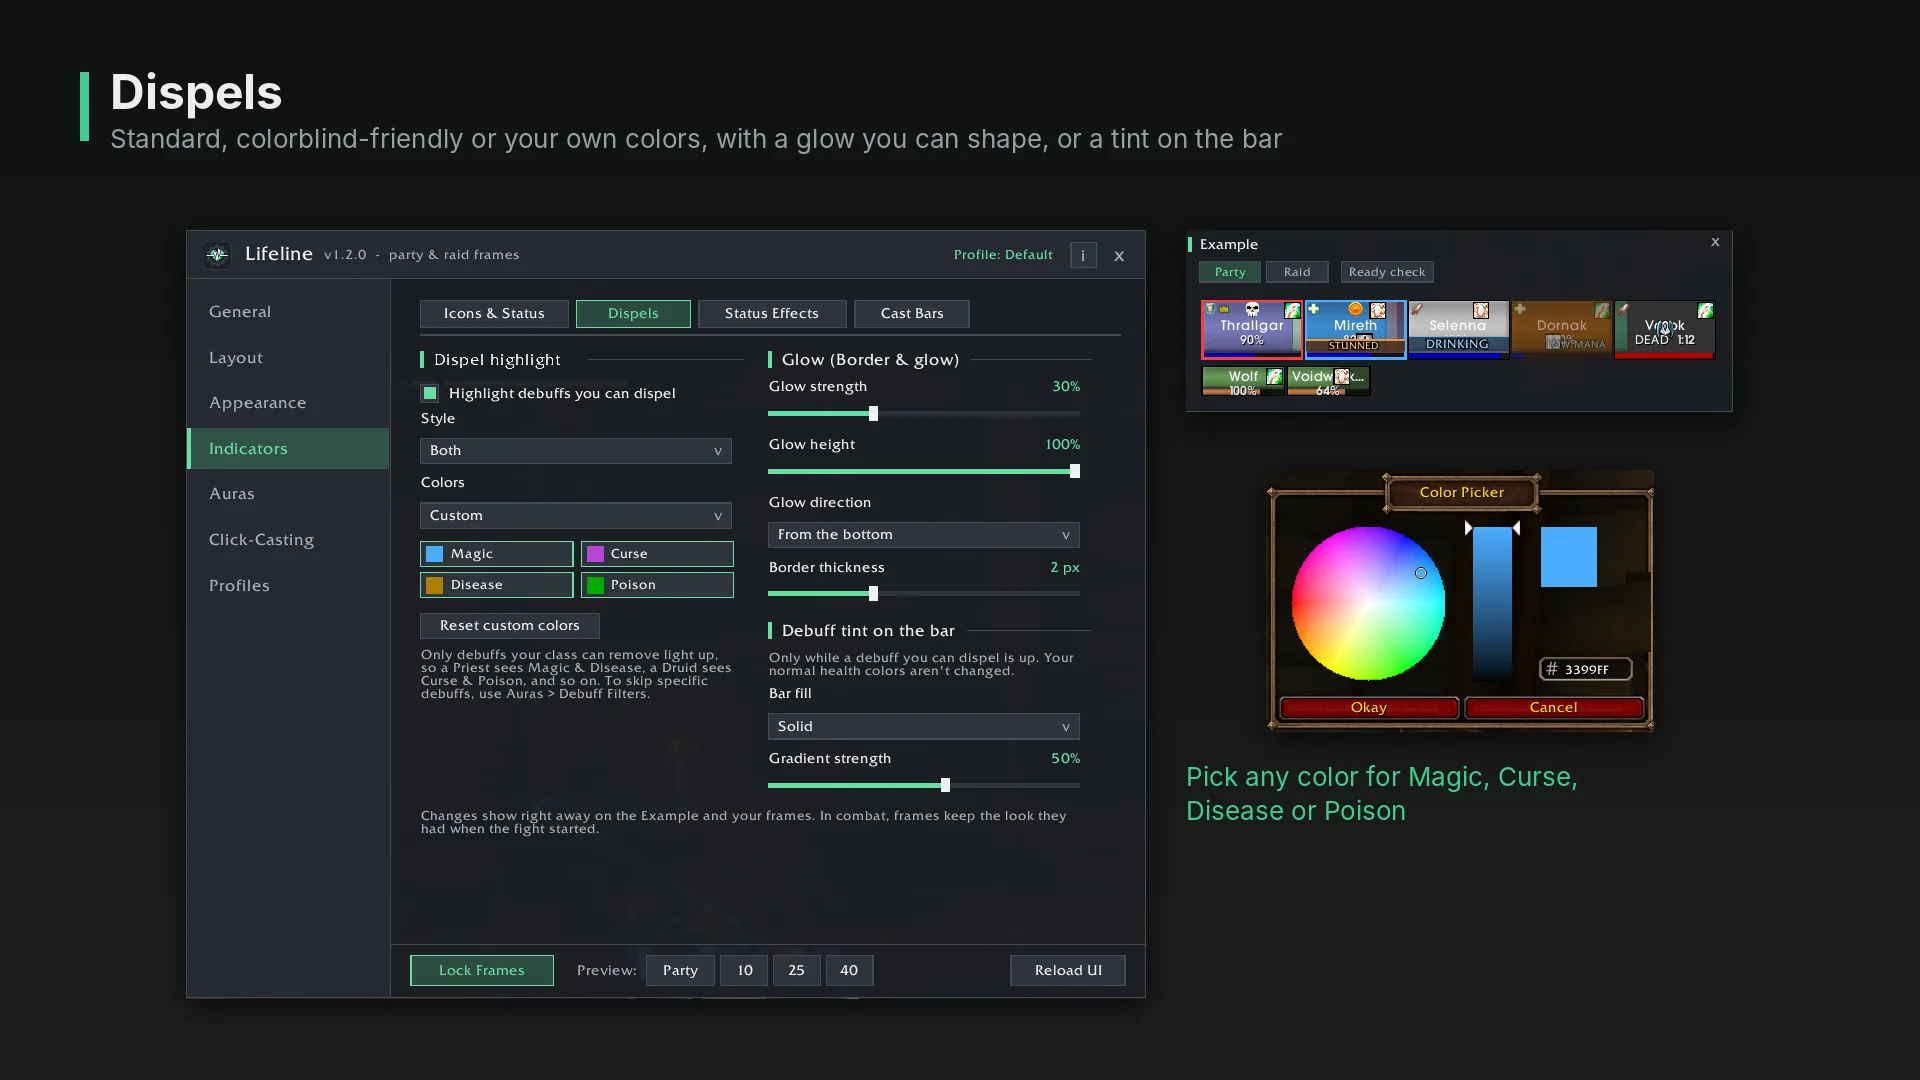 Dispels
Standard, colorblind-friendly or your own colors, with a glow you can shape, or a tint on the bar
Lifeline v1.2.0 - party & raid frames
Profile: Default
i
x
General
Layout
Appearance
Indicators
Auras
Click-Casting
Profiles
Icons & Status
Dispels
Status Effects
Cast Bars
Dispel highlight
Highlight debuffs you can dispel
Style
Both
v
Colors
Custom
v
Magic
Curse
Disease
Poison
Reset custom colors
Only debuffs your class can remove light up,
so a Priest sees Magic & Disease, a Druid sees
Curse & Poison, and so on. To skip specific
debuffs, use Auras > Debuff Filters.
Glow (Border & glow)
Glow strength 30%
Glow height 100%
Glow direction
From the bottom
v
Border thickness 2 px
Debuff tint on the bar
Only while a debuff you can dispel is up. Your
normal health colors aren't changed.
Bar fill
Solid
v
Gradient strength 50%
Changes show right away on the Example and your frames. In combat, frames keep the look they
had when the fight started.
Lock Frames
Preview:
Party
10
25
40
Reload UI
Example
x
Party
Raid
Ready check
Thrallgar
90%
Mireth
STUNNED
Selenna
DRINKING
Dornak
MANA
DEAD 1:12
Wolf
100%
64%
Color Picker
# 3399FF
Okay
Cancel
Pick any color for Magic, Curse,
Disease or Poison